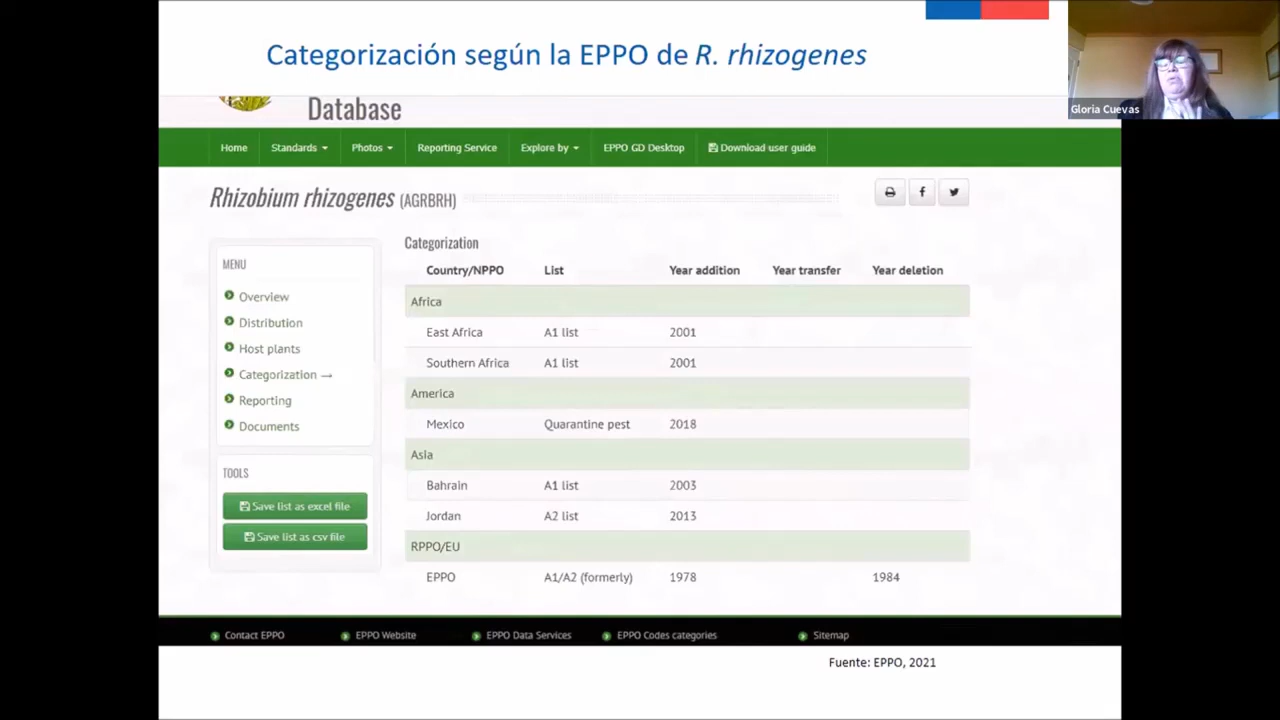 Categorización según la EPPO de R. rhizogenes
Gloria Cuevas
Database
Home Standards Photos Reporting Service Explore by EPPO GD Desktop Download user guide
Rhizobium rhizogenes (AGRBRH)
MENU
Overview
Distribution
Host plants
Categorization →
Reporting
Documents
TOOLS
Save list as excel file
Save list as csv file
Categorization
Country/NPPO List Year addition Year transfer Year deletion
Africa
East Africa A1 list 2001
Southern Africa A1 list 2001
America
Mexico Quarantine pest 2018
Asia
Bahrain A1 list 2003
Jordan A2 list 2013
RPPO/EU
EPPO A1/A2 (formerly) 1978 1984
Contact EPPO EPPO Website EPPO Data Services EPPO Codes categories Sitemap
Fuente: EPPO, 2021